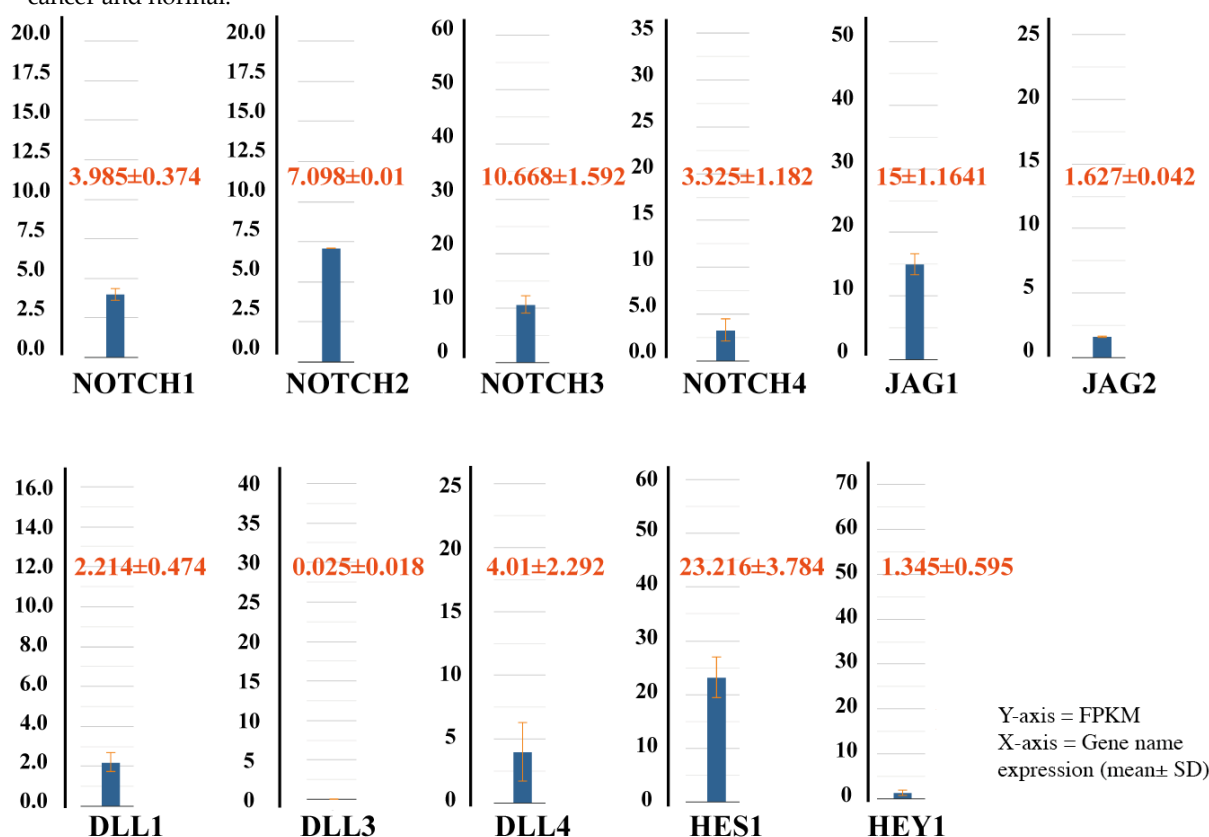 cancer and normal.
20.0 20.0 60 35 50 25
17.5 17.5 50 30 40 20
15.0 15.0 40 25 30 15
12.5 12.5 30 20 20 10
3.985±0.374 7.098±0.01 10.668±1.592 3.325±1.182 15±1.1641 1.627±0.042
10.0 10.0 20 15 10 5
7.5 7.5 10 10 0 0
5.0 5.0 0 5.0
2.5 2.5 0.0
0.0 0.0
NOTCH1 NOTCH2 NOTCH3 NOTCH4 JAG1 JAG2
16.0 40 25 60 70
14.0 35 20 50 60
12.0 30 15 40 50
2.214±0.474 0.025±0.018 4.01±2.292 23.216±3.784 1.345±0.595
10.0 25 10 30 40
8.0 20 5 20 30
6.0 15 0 10 20
4.0 10 0 10
2.0 5 0
0.0 0
Y-axis = FPKM
X-axis = Gene name
expression (mean± SD)
DLL1 DLL3 DLL4 HES1 HEY1